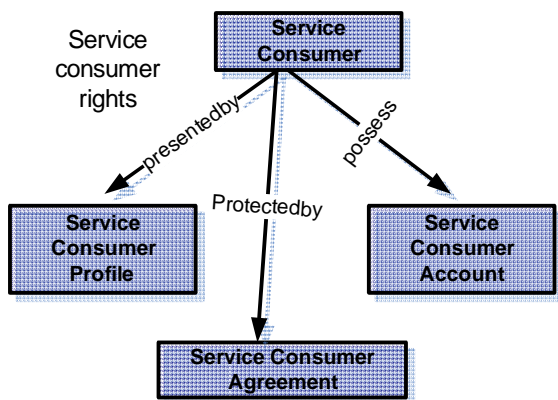 Service
consumer
rights
Service
Consumer
presentedby
possess
Protectedby
Service
Consumer
Profile
Service
Consumer
Account
Service Consumer
Agreement